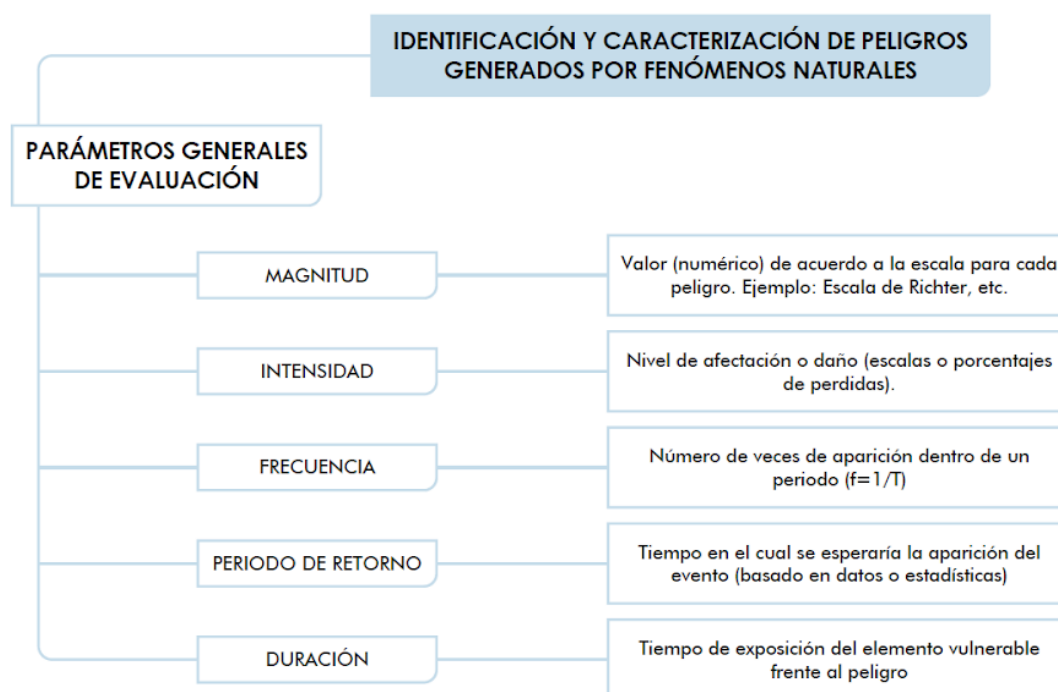 IDENTIFICACIÓN Y CARACTERIZACIÓN DE PELIGROS
GENERADOS POR FENÓMENOS NATURALES
PARÁMETROS GENERALES
DE EVALUACIÓN
MAGNITUD
Valor (numérico) de acuerdo a la escala para cada
peligro. Ejemplo: Escala de Richter, etc.
INTENSIDAD
Nivel de afectación o daño (escalas o porcentajes
de perdidas).
FRECUENCIA
Número de veces de aparición dentro de un
periodo (f=1/T)
PERIODO DE RETORNO
Tiempo en el cual se esperaría la aparición del
evento (basado en datos o estadísticas)
DURACIÓN
Tiempo de exposición del elemento vulnerable
frente al peligro